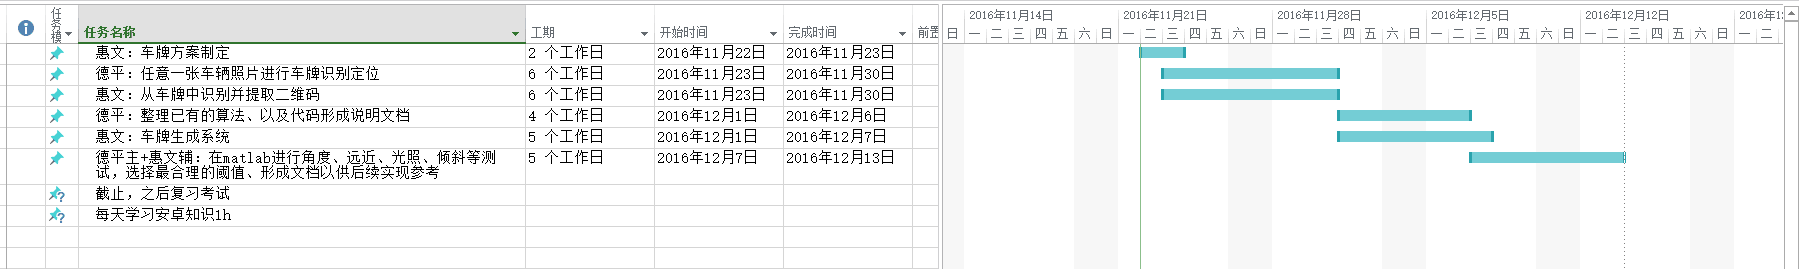 任务模 任务名称 工期 开始时间 完成时间 前置
2016年11月14日 2016年11月21日 2016年11月28日 2016年12月5日 2016年12月12日 2016年12
日 一 二 三 四 五 六 日 一 二 三 四 五 六 日 一 二 三 四 五 六 日 一 二 三 四 五 六 日 一 二 三 四 五 六 日 一 二
惠文：车牌方案制定 2 个工作日 2016年11月22日 2016年11月23日
德平：任意一张车辆照片进行车牌识别定位 6 个工作日 2016年11月23日 2016年11月30日
惠文：从车牌中识别并提取二维码 6 个工作日 2016年11月23日 2016年11月30日
德平：整理已有的算法、以及代码形成说明文档 4 个工作日 2016年12月1日 2016年12月6日
惠文：车牌生成系统 5 个工作日 2016年12月1日 2016年12月7日
德平主+惠文辅：在matlab进行角度、远近、光照、倾斜等测 5 个工作日 2016年12月7日 2016年12月13日
试，选择最合理的阈值、形成文档以供后续实现参考
截止，之后复习考试
每天学习安卓知识1h